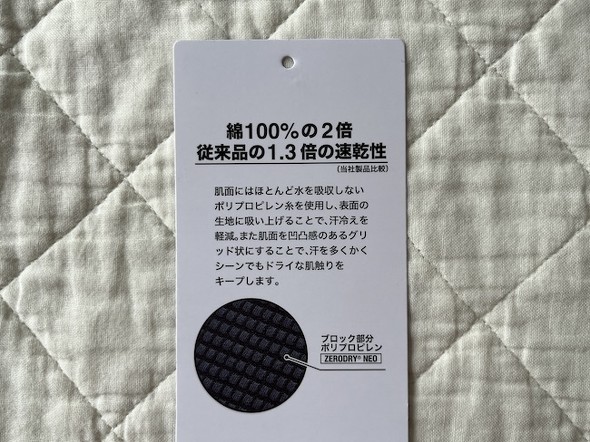 綿100%の2倍
従来品の1.3倍の速乾性
(当社製品比較)
肌面にはほとんど水を吸収しない
ポリプロピレン糸を使用し、表面の
生地に吸い上げることで、汗冷えを
軽減。また肌面を凹凸感のあるグリ
ッド状にすることで、汗を多くかく
シーンでもドライな肌触りを
キープします。
ブロック部分
ポリプロピレン
ZERODRY® NEO